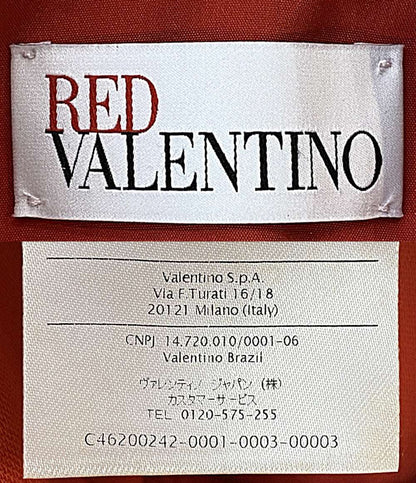 RED
VALENTINO
Valentino S.p.A.
Via F.Turati 16/18
20121 Milano (Italy)
CNPJ 14.720.010/0001-06
Valentino Brazil
ヴァレンティノ ジャパン (株)
カスタマーサービス
TEL 0120-575-255
C46200242-0001-0003-00003